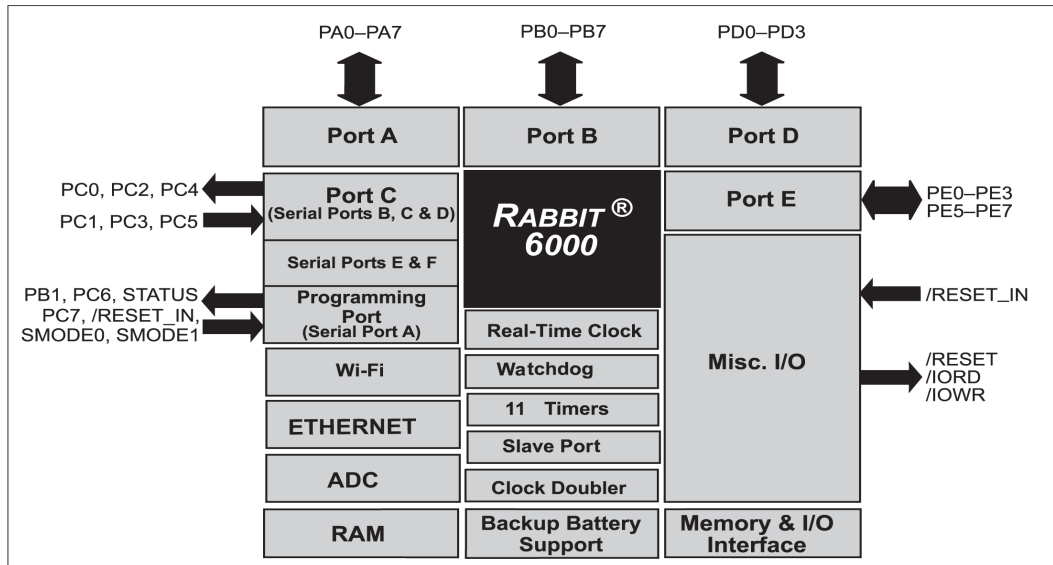 PA0–PA7
PB0–PB7
PD0–PD3
Port A
Port B
Port D
PC0, PC2, PC4
PC1, PC3, PC5
Port C
(Serial Ports B, C & D)
Serial Ports E & F
PB1, PC6, STATUS
PC7, /RESET_IN,
SMODE0, SMODE1
Programming
Port
(Serial Port A)
Wi-Fi
ETHERNET
ADC
RAM
RABBIT ®
6000
Real-Time Clock
Watchdog
11 Timers
Slave Port
Clock Doubler
Backup Battery
Support
Port E
PE0–PE3
PE5–PE7
Misc. I/O
/RESET_IN
/RESET
/IORD
/IOWR
Memory & I/O
Interface